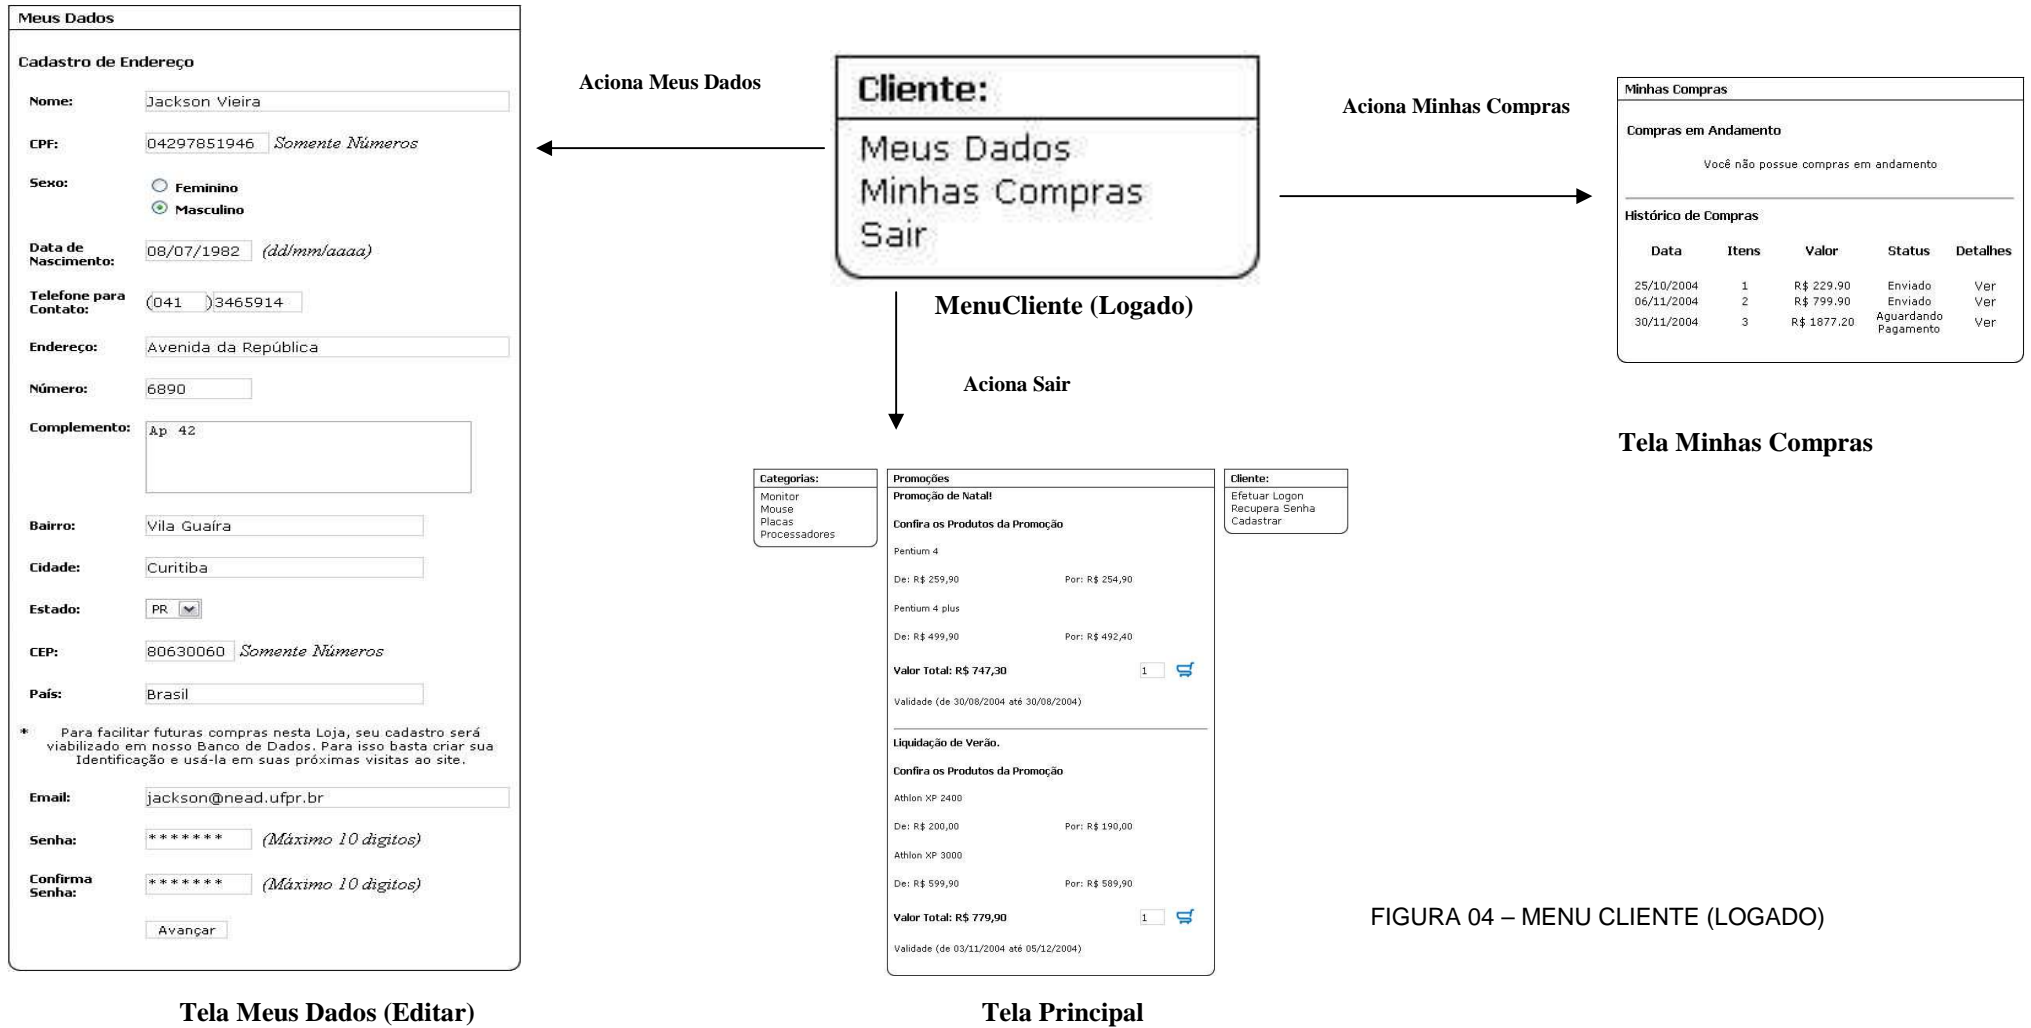 Meus Dados
Cadastro de Endereço
Nome: Jackson Vieira
CPF: 04297851946 Somente Números
Sexo: Feminino
Masculino
Data de
Nascimento: 08/07/1982 (dd/mm/aaaa)
Telefone para
Contato: (041 )3465914
Endereço: Avenida da República
Número: 6890
Complemento: Ap 42
Bairro: Vila Guaíra
Cidade: Curitiba
Estado: PR
CEP: 80630060 Somente Números
País: Brasil
* Para facilitar futuras compras nesta Loja, seu cadastro será
viabilizado em nosso Banco de Dados. Para isso basta criar sua
Identificação e usá-la em suas próximas visitas ao site.
Email: jackson@nead.ufpr.br
Senha: ******* (Máximo 10 digitos)
Confirma
Senha: ******* (Máximo 10 digitos)
Avançar
Tela Meus Dados (Editar)
Aciona Meus Dados
Cliente:
Meus Dados
Minhas Compras
Sair
MenuCliente (Logado)
Aciona Minhas Compras
Minhas Compras
Compras em Andamento
Você não possue compras em andamento
Histórico de Compras
Data Itens Valor Status Detalhes
25/10/2004 1 R$ 229.90 Enviado Ver
06/11/2004 2 R$ 799.90 Enviado Ver
30/11/2004 3 R$ 1877.20 Aguardando Pagamento Ver
Tela Minhas Compras
Aciona Sair
Categorias:
Monitor
Mouse
Placas
Processadores
Promoções
Promoção de Natal!
Confira os Produtos da Promoção
Pentium 4
De: R$ 259,90 Por: R$ 254,90
Pentium 4 plus
De: R$ 499,90 Por: R$ 492,40
Valor Total: R$ 747,30 1
Validade (de 30/08/2004 até 30/08/2004)
Liquidação de Verão.
Confira os Produtos da Promoção
Athlon XP 2400
De: R$ 200,00 Por: R$ 190,00
Athlon XP 3000
De: R$ 599,90 Por: R$ 589,90
Valor Total: R$ 779,90 1
Validade (de 03/11/2004 até 05/12/2004)
Cliente:
Efetuar Logon
Recupera Senha
Cadastrar
Tela Principal
FIGURA 04 – MENU CLIENTE (LOGADO)